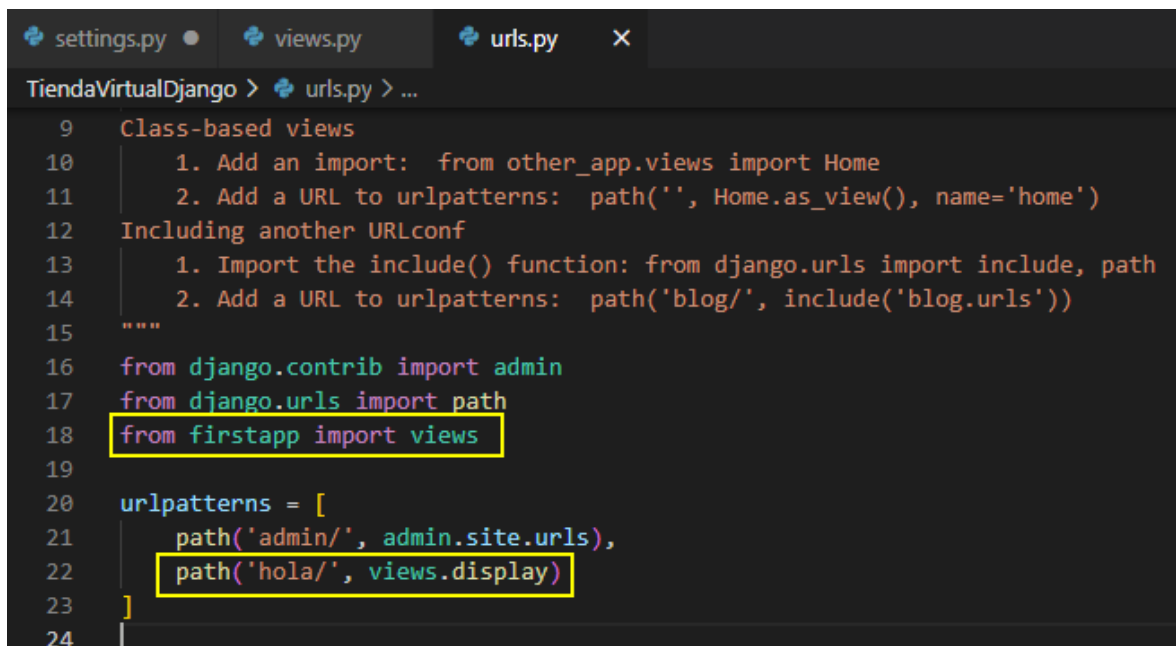 settings.py ● views.py urls.py ×
TiendaVirtualDjango > urls.py > ...
9 Class-based views
10     1. Add an import:  from other_app.views import Home
11     2. Add a URL to urlpatterns:  path('', Home.as_view(), name='home')
12 Including another URLconf
13     1. Import the include() function: from django.urls import include, path
14     2. Add a URL to urlpatterns:  path('blog/', include('blog.urls'))
15 """
16 from django.contrib import admin
17 from django.urls import path
18 from firstapp import views
19
20 urlpatterns = [
21     path('admin/', admin.site.urls),
22     path('hola/', views.display)
23 ]
24